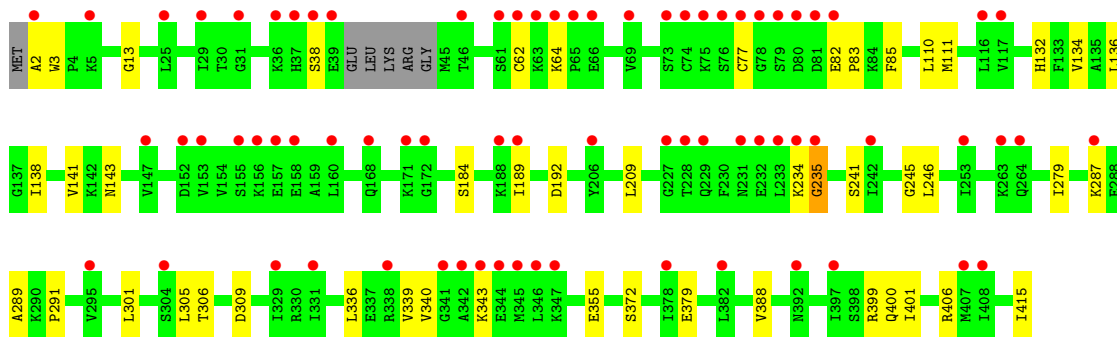 MET A2 W3 P4 K5 G13 L25 I29 T30 G31 K36 H37 S38 E39 GLU LEU LYS ARG GLY M45 T46 S61 C62 K63 K64 P65 E66 V69 S73 C74 K75 S76 C77 G78 S79 D80 D81 E82 P83 K84 F85 L110 M111 L116 V117 H132 F133 V134 A135 L136
G137 I138 V141 K142 N143 V147 D152 V153 V154 S155 K156 E157 E158 A159 L160 Q168 K171 G172 S184 K188 I189 D192 Y206 L209 G227 T228 Q229 F230 N231 E232 L233 K234 G235 S241 I242 G245 L246 I253 K263 Q264 I279 K287 E288
A289 K290 P291 V295 L301 S304 L305 T306 D309 I329 R330 I331 L336 E337 R338 V339 V340 G341 A342 K343 E344 M345 L346 K347 E355 S372 I378 E379 L382 V388 N392 I397 S398 R399 Q400 I401 R406 M407 I408 I415